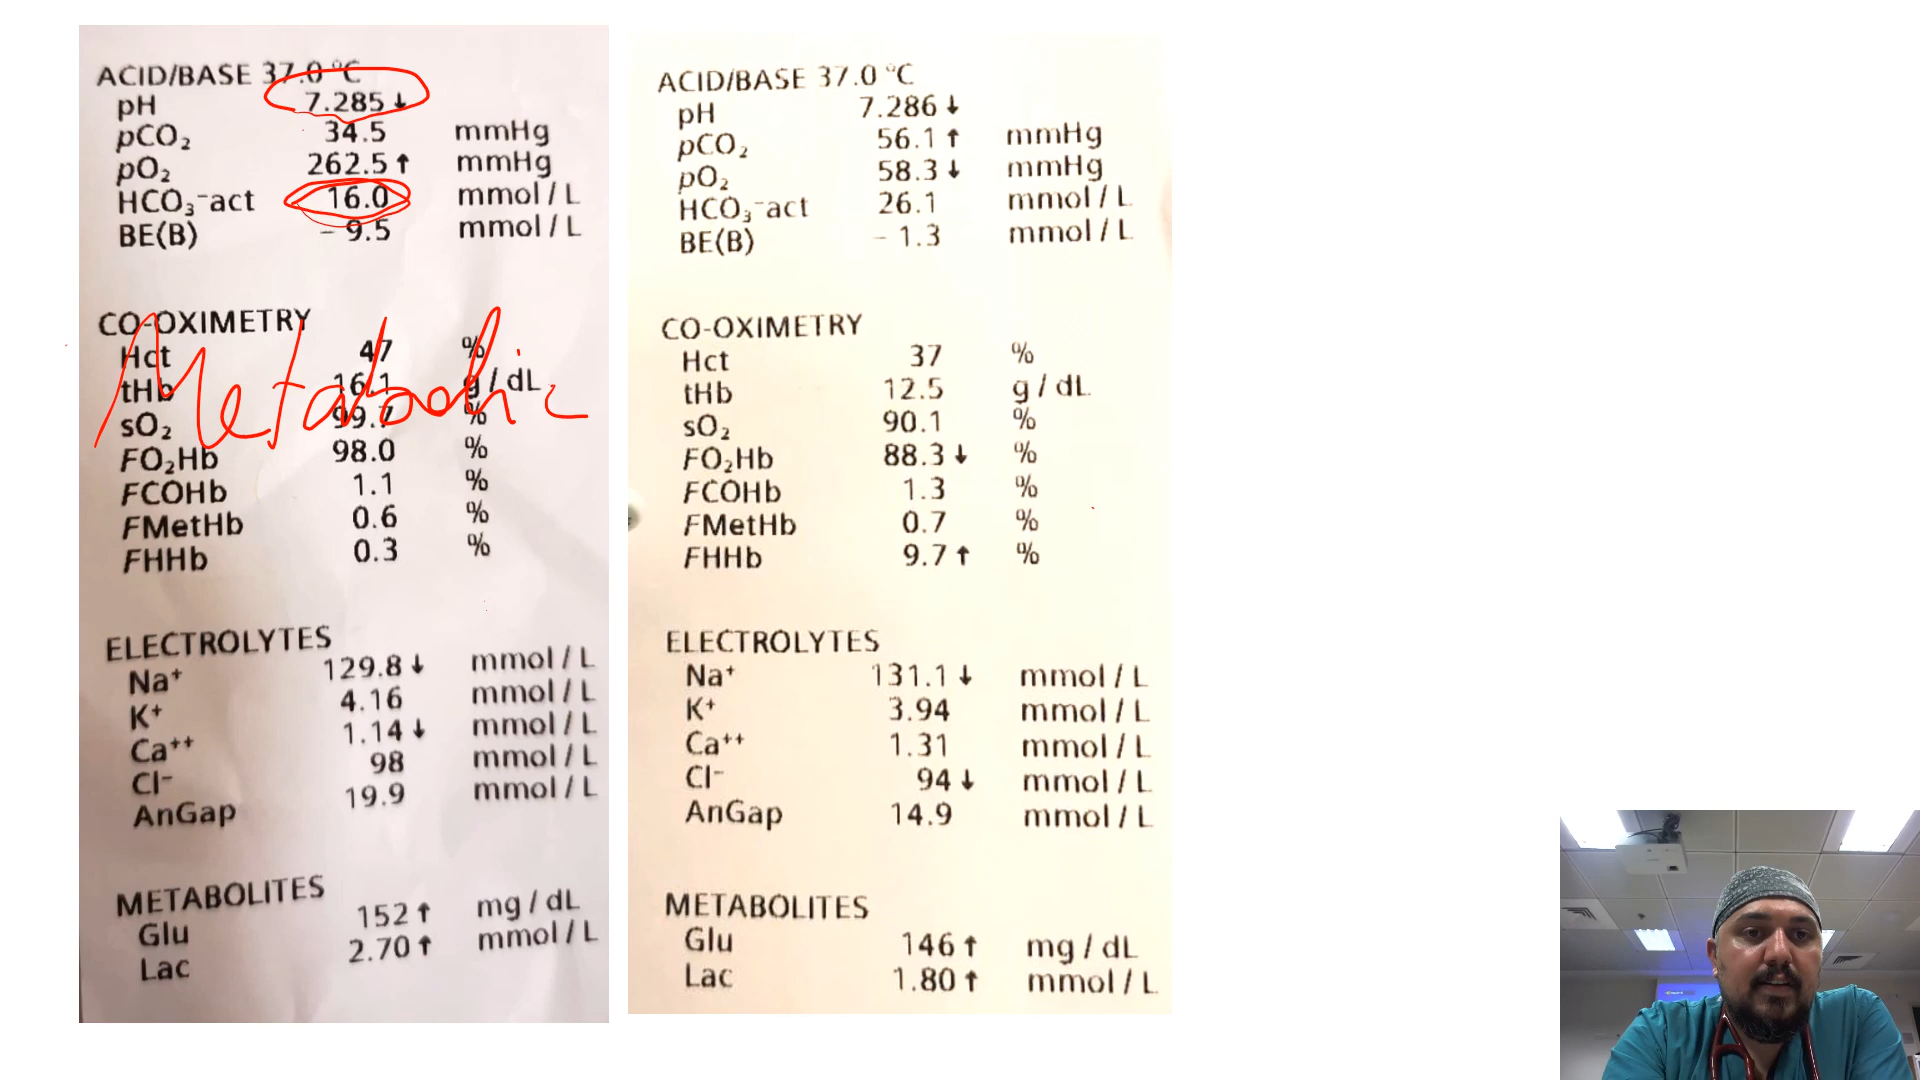 ACID/BASE 37.0 °C
pH 7.285 ↓
pCO₂ 34.5 mmHg
pO₂ 262.5 ↑ mmHg
HCO₃⁻act 16.0 mmol / L
BE(B) – 9.5 mmol / L
CO-OXIMETRY
Hct 47 %
tHb 16.1 g / dL
sO₂ 99.7 %
FO₂Hb 98.0 %
FCOHb 1.1 %
FMetHb 0.6 %
FHHb 0.3 %
Metabolic
ELECTROLYTES
Na⁺ 129.8 ↓ mmol / L
K⁺ 4.16 mmol / L
Ca⁺⁺ 1.14 ↓ mmol / L
Cl⁻ 98 mmol / L
AnGap 19.9 mmol / L
METABOLITES
Glu 152 ↑ mg / dL
Lac 2.70 ↑ mmol / L
ACID/BASE 37.0 °C
pH 7.286 ↓
pCO₂ 56.1 ↑ mmHg
pO₂ 58.3 ↓ mmHg
HCO₃⁻act 26.1 mmol / L
BE(B) – 1.3 mmol / L
CO-OXIMETRY
Hct 37 %
tHb 12.5 g / dL
sO₂ 90.1 %
FO₂Hb 88.3 ↓ %
FCOHb 1.3 %
FMetHb 0.7 %
FHHb 9.7 ↑ %
ELECTROLYTES
Na⁺ 131.1 ↓ mmol / L
K⁺ 3.94 mmol / L
Ca⁺⁺ 1.31 mmol / L
Cl⁻ 94 ↓ mmol / L
AnGap 14.9 mmol / L
METABOLITES
Glu 146 ↑ mg / dL
Lac 1.80 ↑ mmol / L